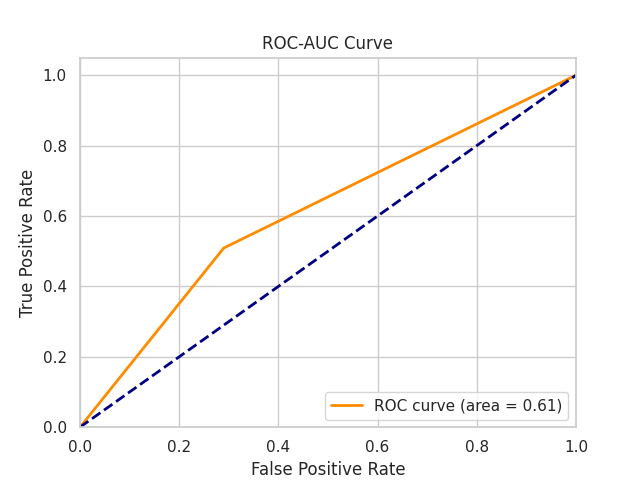 ROC-AUC Curve
1.0
0.8
0.6
0.4
0.2
0.0
True Positive Rate
ROC curve (area = 0.61)
0.0 0.2 0.4 0.6 0.8 1.0
False Positive Rate